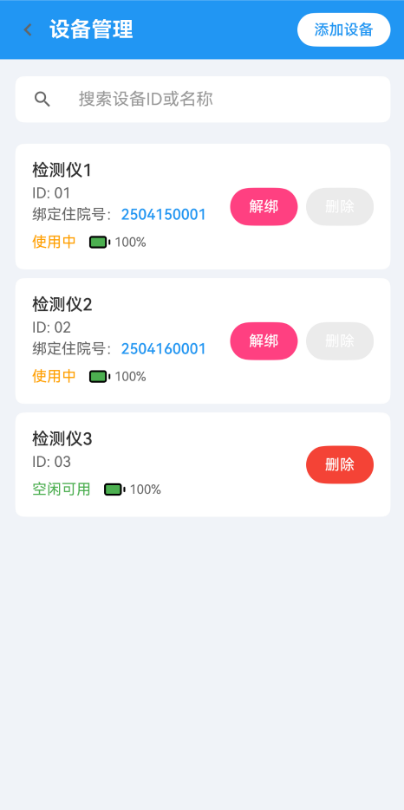 设备管理 添加设备
搜索设备ID或名称
检测仪1
ID: 01
绑定住院号: 2504150001
解绑 删除
使用中 100%
检测仪2
ID: 02
绑定住院号: 2504160001
解绑 删除
使用中 100%
检测仪3
ID: 03
删除
空闲可用 100%